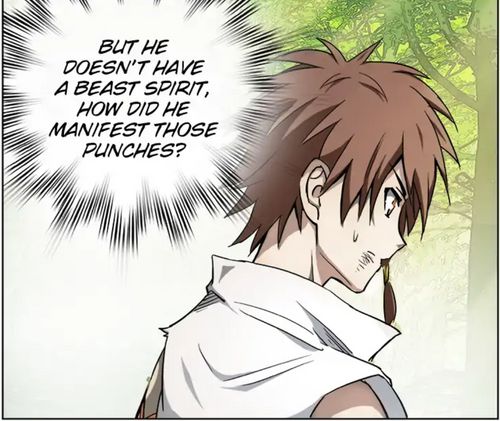 BUT HE
DOESN'T HAVE
A BEAST SPIRIT,
HOW DID HE
MANIFEST THOSE
PUNCHES?